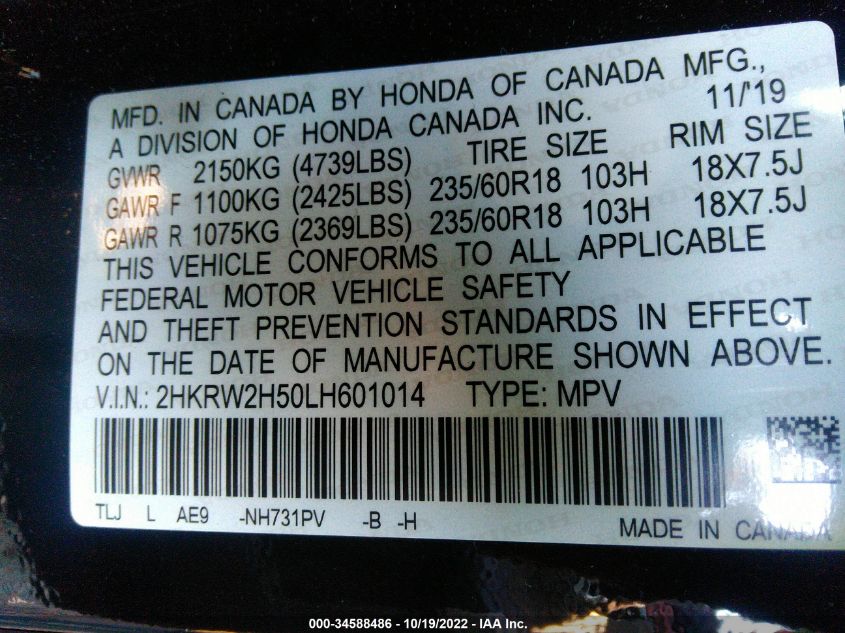 MFD. IN CANADA BY HONDA OF CANADA MFG.,
A DIVISION OF HONDA CANADA INC. 11/'19
GVWR 2150KG (4739LBS) TIRE SIZE RIM SIZE
GAWR F 1100KG (2425LBS) 235/60R18 103H 18X7.5J
GAWR R 1075KG (2369LBS) 235/60R18 103H 18X7.5J
THIS VEHICLE CONFORMS TO ALL APPLICABLE
FEDERAL MOTOR VEHICLE SAFETY
AND THEFT PREVENTION STANDARDS IN EFFECT
ON THE DATE OF MANUFACTURE SHOWN ABOVE.
V.I.N.: 2HKRW2H50LH601014 TYPE: MPV
TLJ L AE9 -NH731PV -B -H
MADE IN CANADA
000-34588486 - 10/19/2022 - IAA Inc.